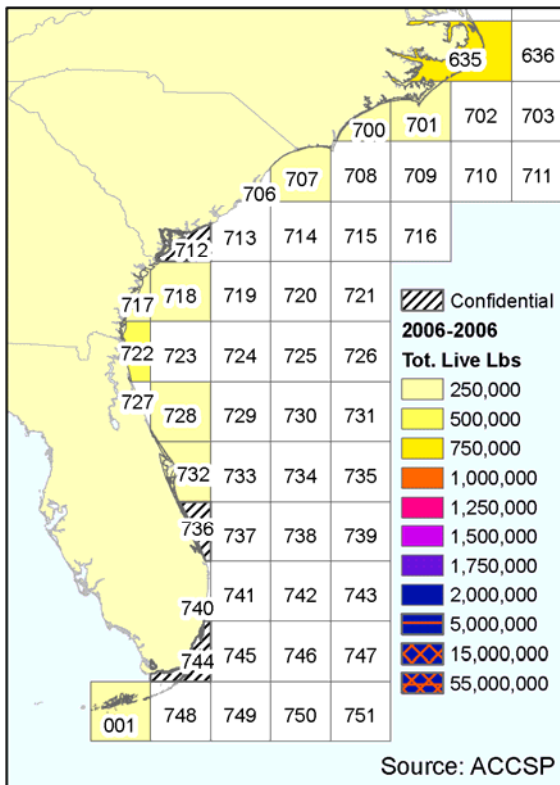 635 636
700 701 702 703
706 707 708 709 710 711
712 713 714 715 716
717 718 719 720 721
722 723 724 725 726
727 728 729 730 731
732 733 734 735
736 737 738 739
740 741 742 743
744 745 746 747
001 748 749 750 751
Confidential
2006-2006
Tot. Live Lbs
250,000
500,000
750,000
1,000,000
1,250,000
1,500,000
1,750,000
2,000,000
5,000,000
15,000,000
55,000,000
Source: ACCSP